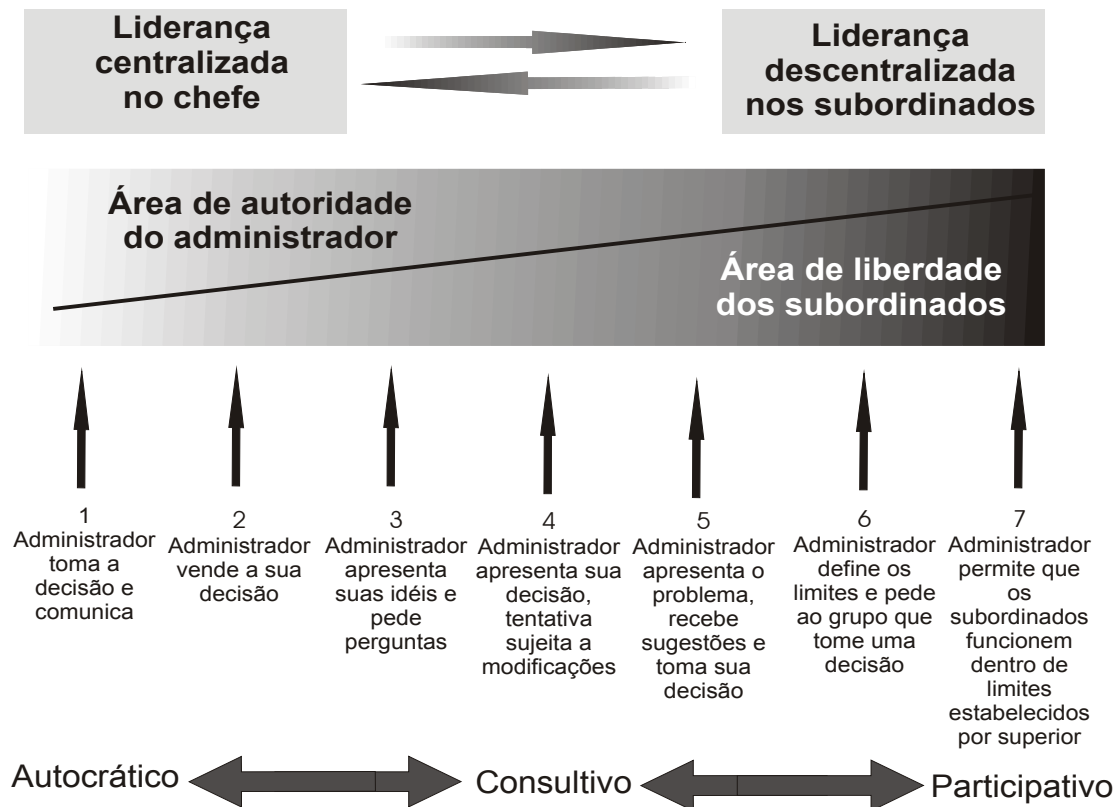 Liderança
centralizada
no chefe
Liderança
descentralizada
nos subordinados
Área de autoridade
do administrador
Área de liberdade
dos subordinados
1
Administrador
toma a
decisão e
comunica
2
Administrador
vende a sua
decisão
3
Administrador
apresenta
suas idéis e
pede
perguntas
4
Administrador
apresenta sua
decisão,
tentativa
sujeita a
modificações
5
Administrador
apresenta o
problema,
recebe
sugestões e
toma sua
decisão
6
Administrador
define os
limites e pede
ao grupo que
tome uma
decisão
7
Administrador
permite que
os
subordinados
funcionem
dentro de
limites
estabelecidos
por superior
Autocrático
Consultivo
Participativo